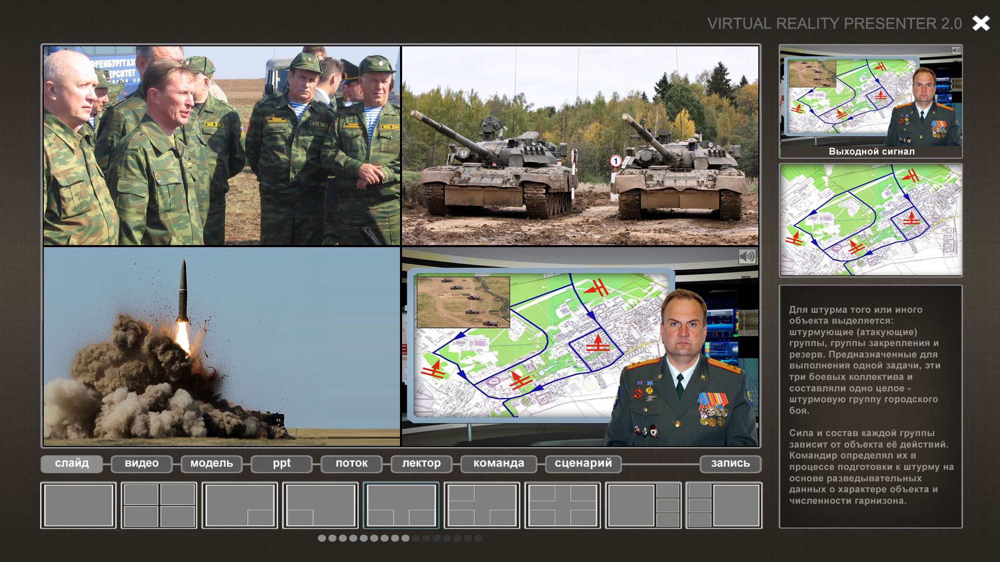 VIRTUAL REALITY PRESENTER 2.0
ОРЕНБУРГГАЗ
ЕРСИТЕТ
РОССИЯ
РОССИЯ
1
Выходной сигнал
Для штурма того или иного
объекта выделяется:
штурмующие (атакующие)
группы, группы закрепления и
резерв. Предназначенные для
выполнения одной задачи, эти
три боевых коллектива и
составляли одно целое -
штурмовую группу городского
боя.
Сила и состав каждой группы
зависит от объекта её действий.
Командир определял их в
процессе подготовки к штурму на
основе разведывательных
данных о характере объекта и
численности гарнизона.
слайд
видео
модель
ppt
поток
лектор
команда
сценарий
запись